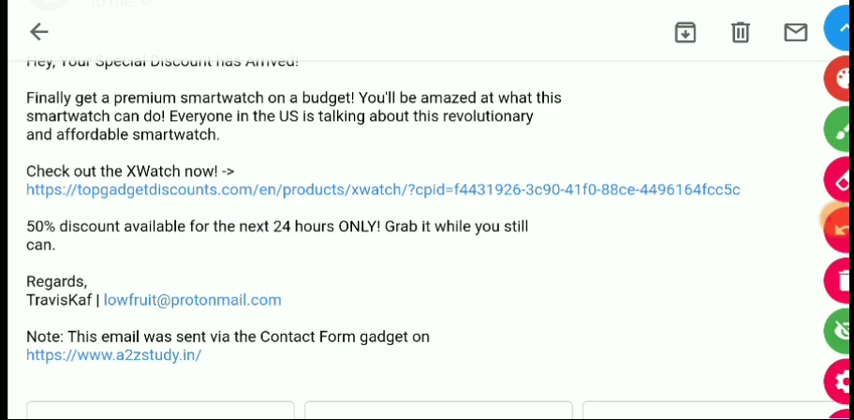 to me
Hey, Your Special Discount has Arrived!
Finally get a premium smartwatch on a budget! You'll be amazed at what this
smartwatch can do! Everyone in the US is talking about this revolutionary
and affordable smartwatch.
Check out the XWatch now! ->
https://topgadgetdiscounts.com/en/products/xwatch/?cpid=f4431926-3c90-41f0-88ce-4496164fcc5c
50% discount available for the next 24 hours ONLY! Grab it while you still
can.
Regards,
TravisKaf | lowfruit@protonmail.com
Note: This email was sent via the Contact Form gadget on
https://www.a2zstudy.in/